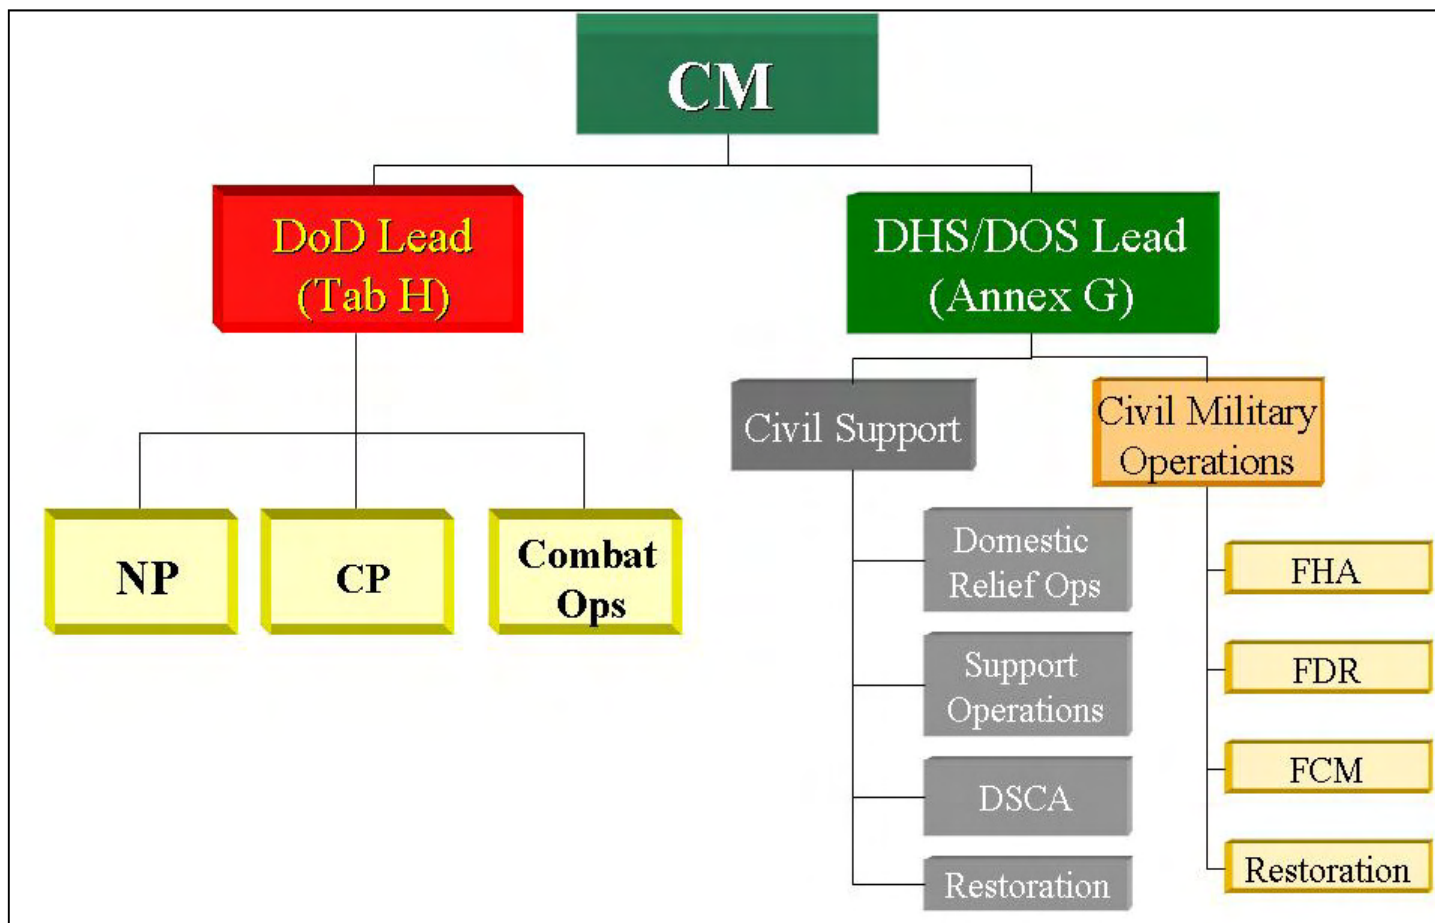 CM
DoD Lead
(Tab H)
DHS/DOS Lead
(Annex G)
NP
CP
Combat
Ops
Civil Support
Domestic
Relief Ops
Support
Operations
DSCA
Restoration
Civil Military
Operations
FHA
FDR
FCM
Restoration